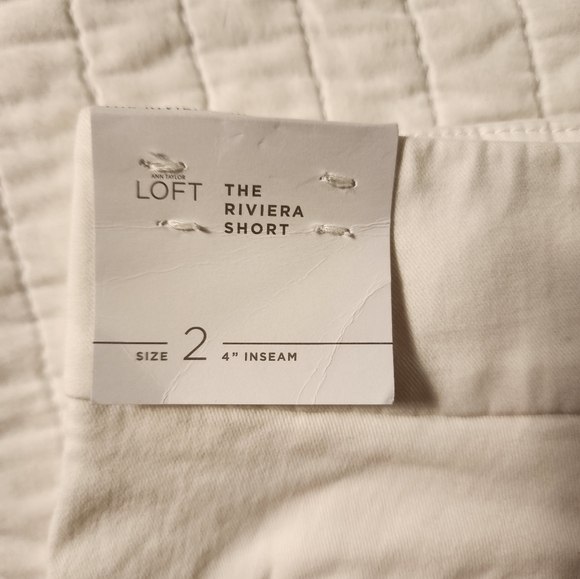 ANN TAYLOR
LOFT
THE
RIVIERA
SHORT
SIZE 2 4" INSEAM